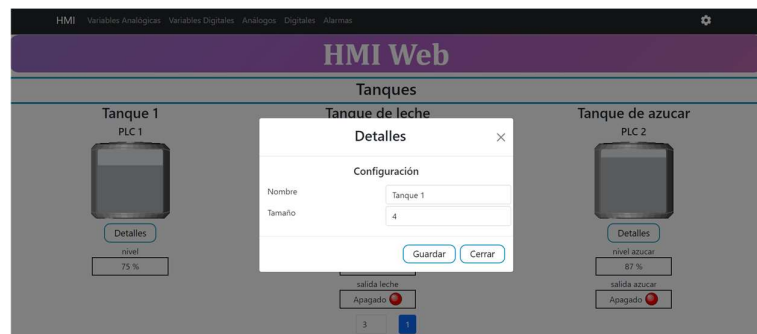 HMI Variables Analógicas Variables Digitales Análogos Digitales Alarmas
HMI Web
Tanques
Tanque 1 Tanque de leche Tanque de azucar
PLC 1 PLC 2
Detalles ×
Configuración
Nombre Tanque 1
Tamaño 4
Guardar Cerrar
Detalles Detalles
nivel nivel azucar
75 % 87 %
salida leche salida azucar
Apagado Apagado
3 1